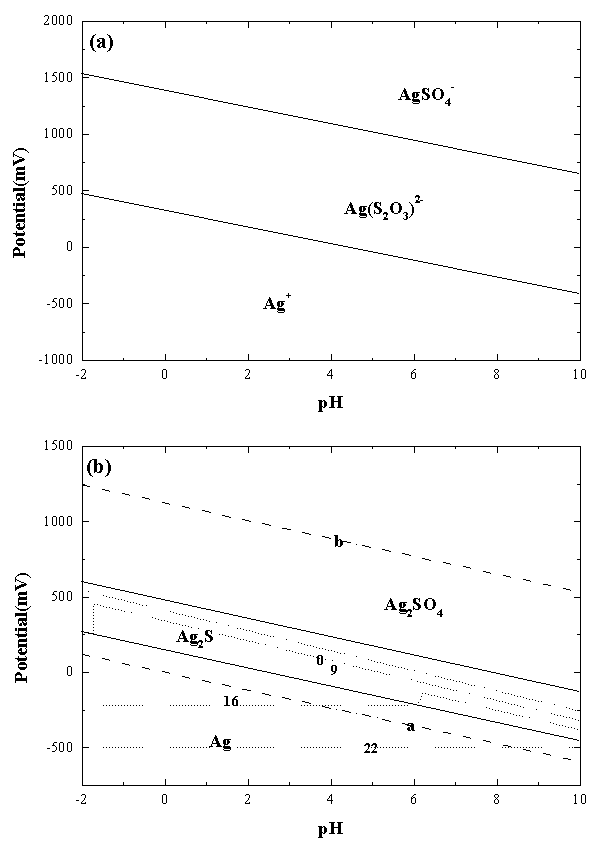 (a)
2000
1500
1000
500
0
-500
-1000
Potential(mV)
AgSO₄⁻
Ag(S₂O₃)²⁻
Ag⁺
-2 0 2 4 6 8 10
pH
(b)
1500
1000
500
0
-500
Potential(mV)
b
Ag₂SO₄
Ag₂S
0
9
16
a
Ag
22
-2 0 2 4 6 8 10
pH